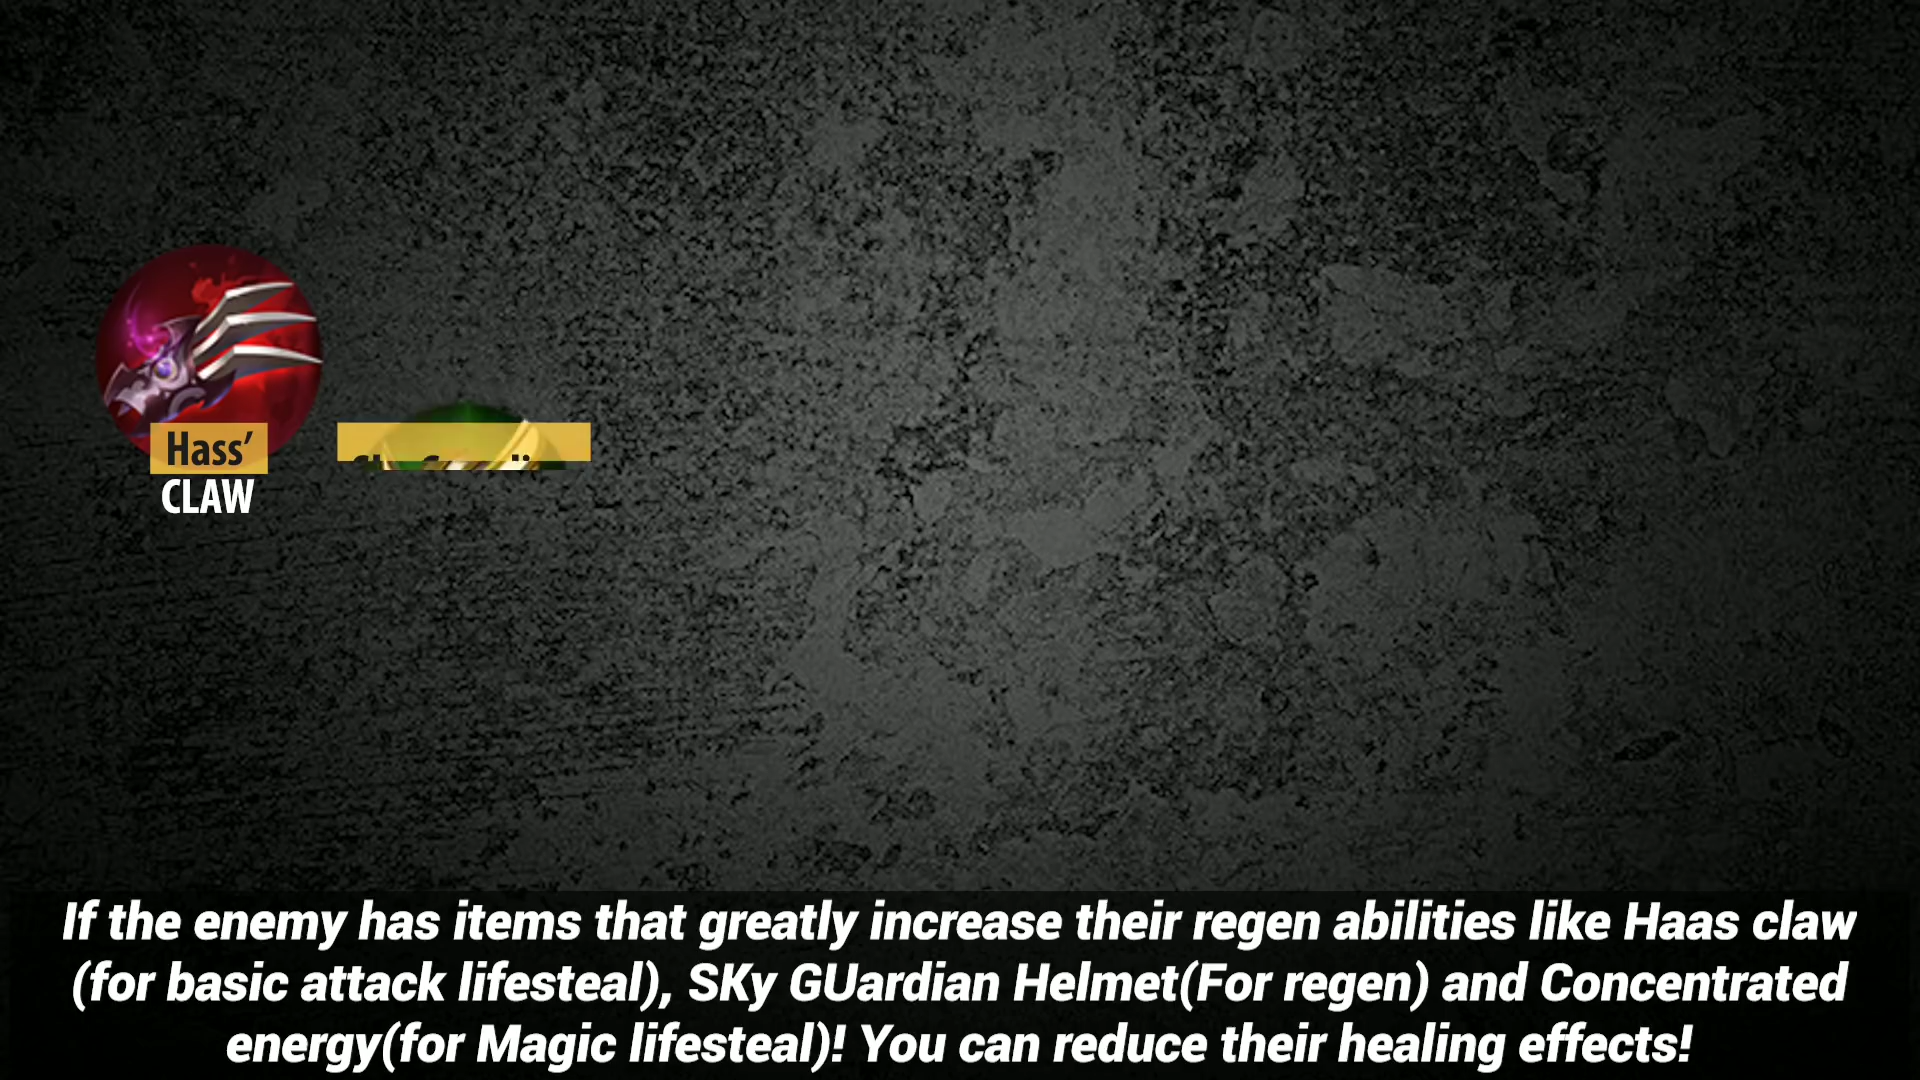 Hass’
CLAW
If the enemy has items that greatly increase their regen abilities like Haas claw
(for basic attack lifesteal), SKy GUardian Helmet(For regen) and Concentrated
energy(for Magic lifesteal)! You can reduce their healing effects!